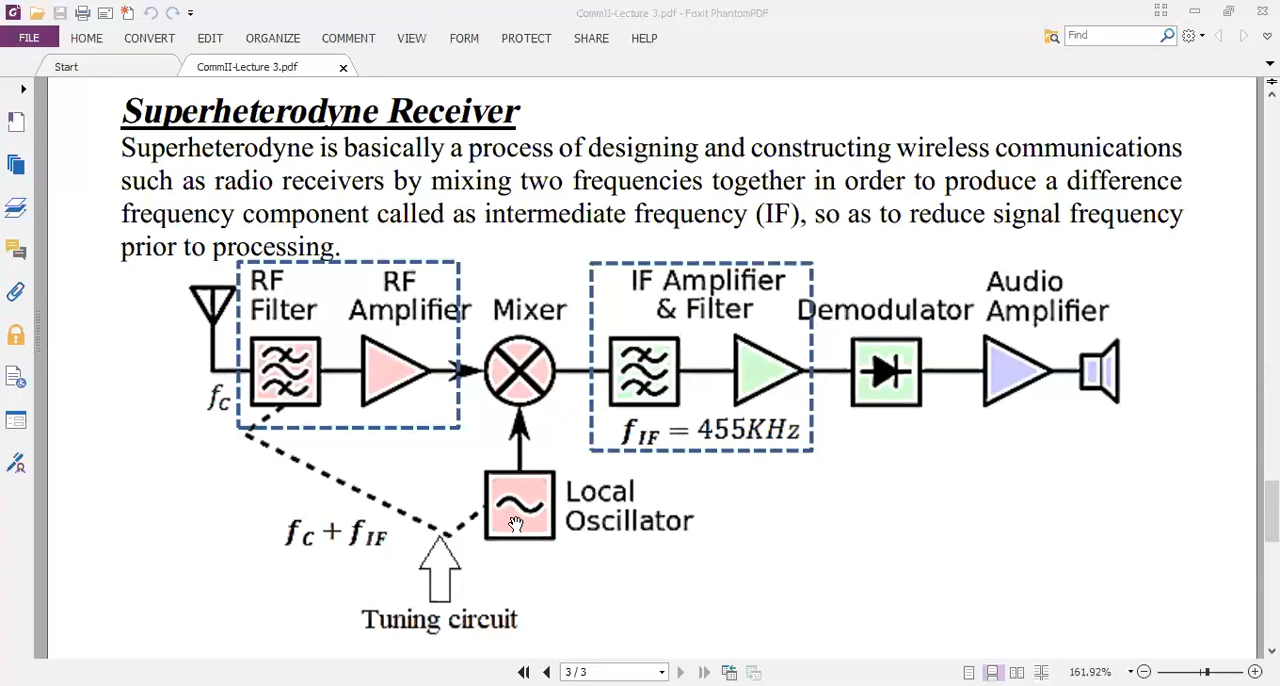 CommII-Lecture 3.pdf - Foxit PhantomPDF
FILE HOME CONVERT EDIT ORGANIZE COMMENT VIEW FORM PROTECT SHARE HELP
Find
Start
CommII-Lecture 3.pdf
Superheterodyne Receiver
Superheterodyne is basically a process of designing and constructing wireless communications
such as radio receivers by mixing two frequencies together in order to produce a difference
frequency component called as intermediate frequency (IF), so as to reduce signal frequency
prior to processing.
RF
Filter
RF
Amplifier
Mixer
IF Amplifier
& Filter
Demodulator
Audio
Amplifier
f_C
f_IF = 455KHz
Local
Oscillator
f_C + f_IF
Tuning circuit
3 / 3
161.92%